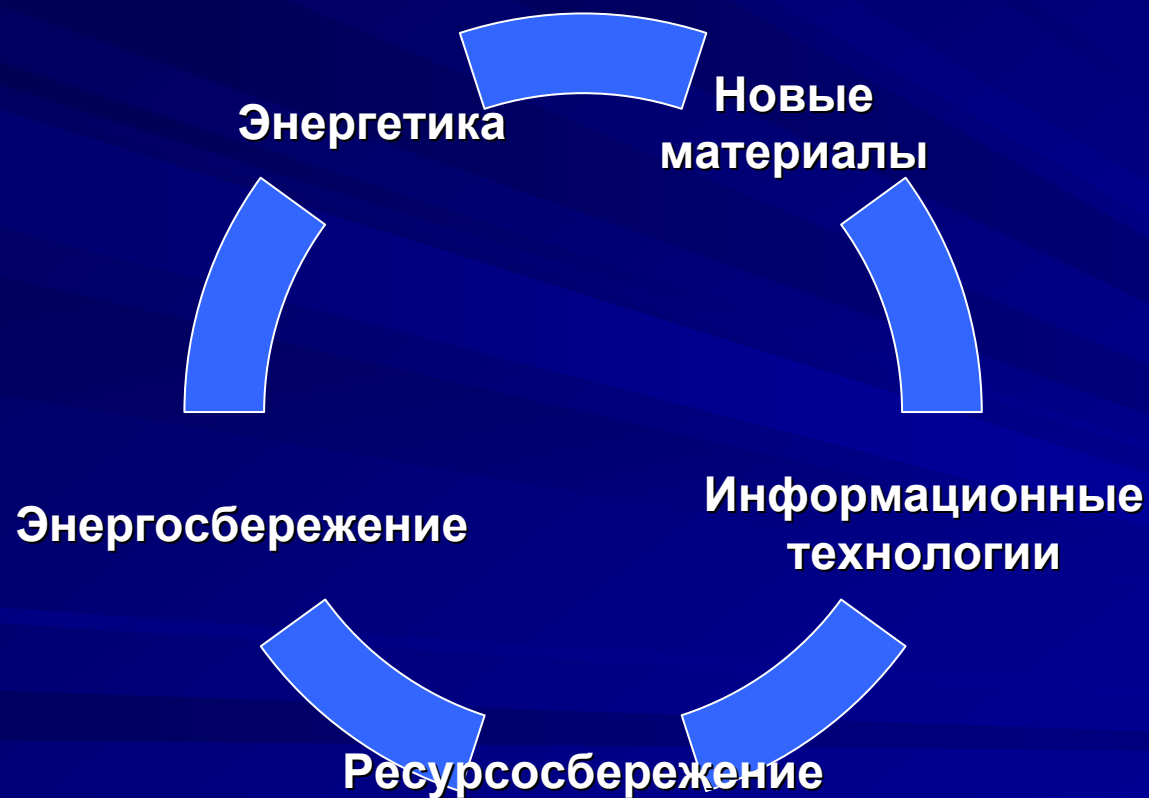 Энергетика
Новые
материалы
Энергосбережение
Информационные
технологии
Ресурсосбережение